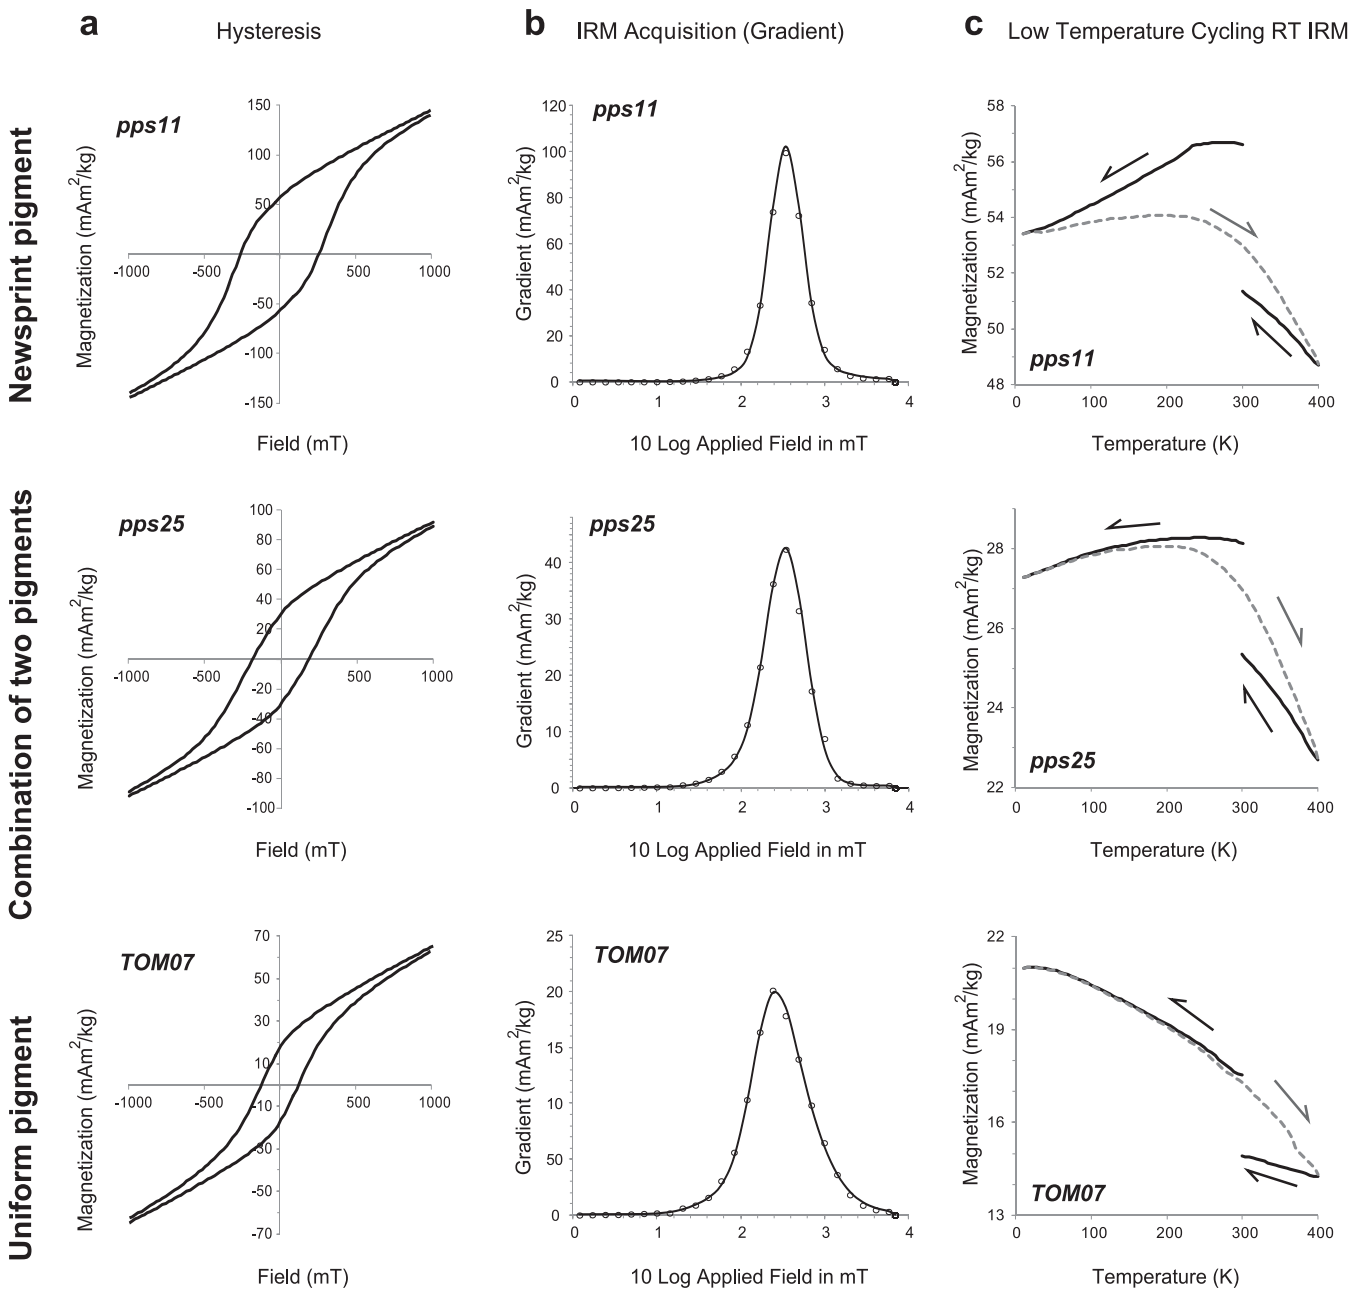 a Hysteresis b IRM Acquisition (Gradient) c Low Temperature Cycling RT IRM
Newsprint pigment
pps11
Magnetization (mAm²/kg)
150
100
50
-50
-100
-150
-1000 -500 500 1000
Field (mT)
pps11
Gradient (mAm²/kg)
120
100
80
60
40
20
0
0 1 2 3 4
10 Log Applied Field in mT
pps11
Magnetization (mAm²/kg)
58
56
54
52
50
48
0 100 200 300 400
Temperature (K)
Combination of two pigments
pps25
Magnetization (mAm²/kg)
100
80
60
40
20
-20
-40
-60
-80
-100
-1000 -500 500 1000
Field (mT)
pps25
Gradient (mAm²/kg)
40
30
20
10
0
0 1 2 3 4
10 Log Applied Field in mT
pps25
Magnetization (mAm²/kg)
28
26
24
22
0 100 200 300 400
Temperature (K)
Uniform pigment
TOM07
Magnetization (mAm²/kg)
70
50
30
10
-10
-30
-50
-70
-1000 -500 500 1000
Field (mT)
TOM07
Gradient (mAm²/kg)
25
20
15
10
50
0
0 1 2 3 4
10 Log Applied Field in mT
TOM07
Magnetization (mAm²/kg)
22
19
16
13
0 100 200 300 400
Temperature (K)